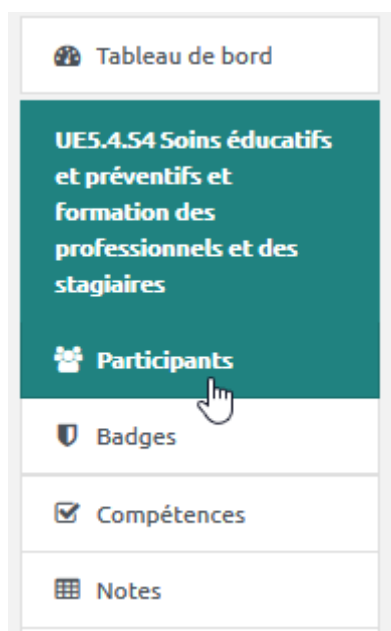 Tableau de bord
UE5.4.S4 Soins éducatifs
et préventifs et
formation des
professionnels et des
stagiaires
Participants
Badges
Compétences
Notes